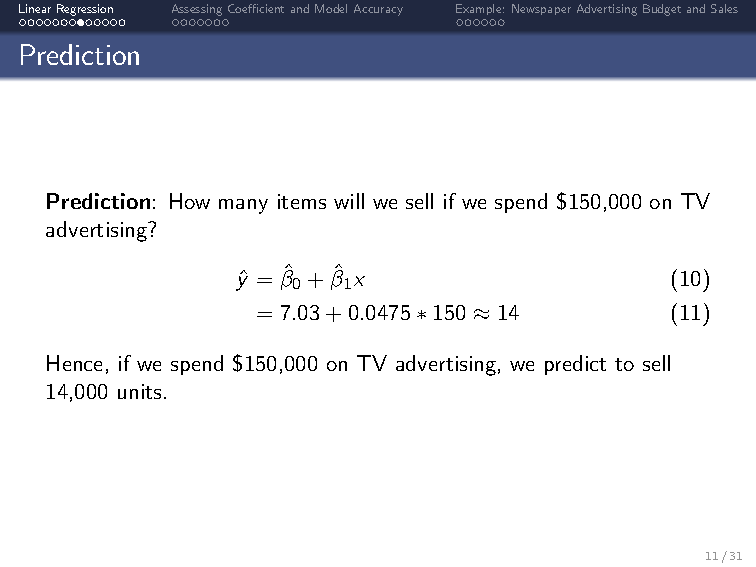 Linear Regression
Assessing Coefficient and Model Accuracy
Example: Newspaper Advertising Budget and Sales
Prediction
Prediction: How many items will we sell if we spend $150,000 on TV
advertising?
ŷ = β̂₀ + β̂₁x (10)
= 7.03 + 0.0475 ∗ 150 ≈ 14 (11)
Hence, if we spend $150,000 on TV advertising, we predict to sell
14,000 units.
11 / 31